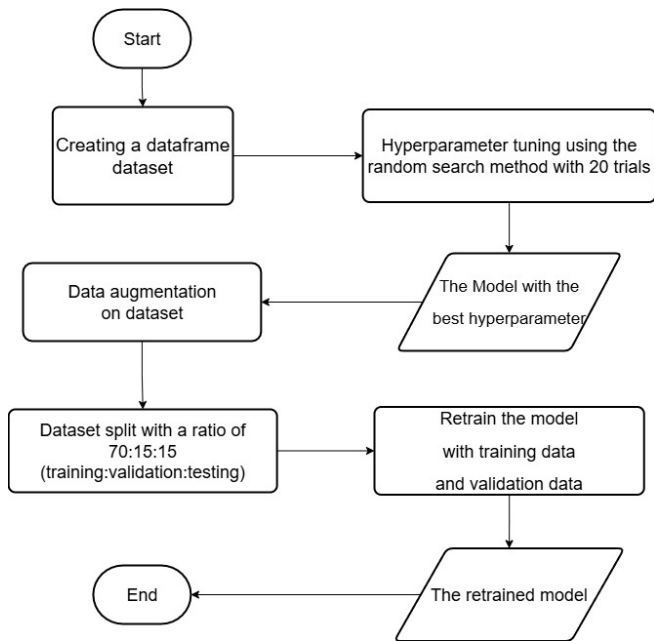 Start
Creating a dataframe
dataset
Hyperparameter tuning using the
random search method with 20 trials
The Model with the
best hyperparameter
Data augmentation
on dataset
Dataset split with a ratio of
70:15:15
(training:validation:testing)
Retrain the model
with training data
and validation data
The retrained model
End